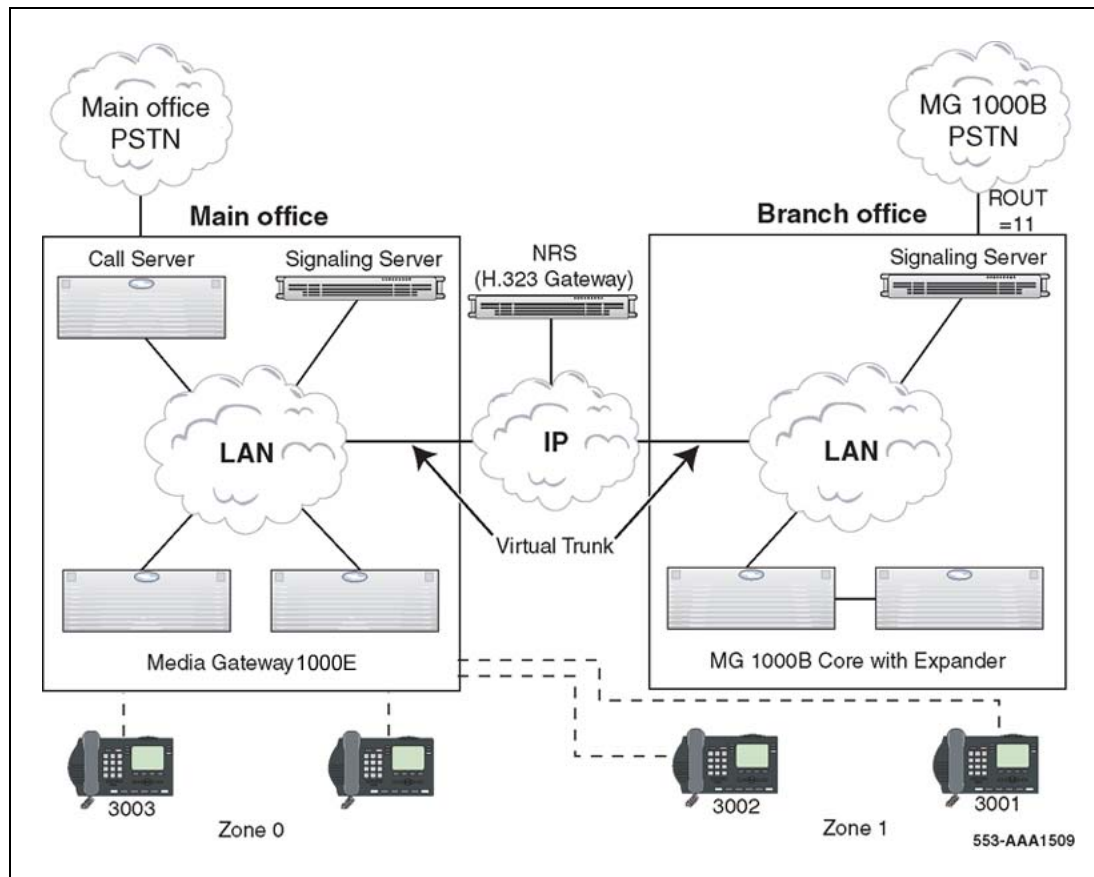 Main office
PSTN
MG 1000B
PSTN
ROUT
=11
Main office
Branch office
Call Server
Signaling Server
NRS
(H.323 Gateway)
Signaling Server
LAN
IP
LAN
Virtual Trunk
Media Gateway1000E
MG 1000B Core with Expander
3003
3002
3001
Zone 0
Zone 1
553-AAA1509